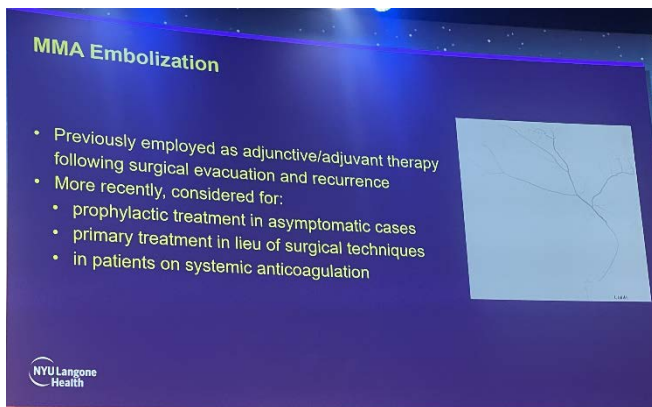 MMA Embolization
• Previously employed as adjunctive/adjuvant therapy
following surgical evacuation and recurrence
• More recently, considered for:
• prophylactic treatment in asymptomatic cases
• primary treatment in lieu of surgical techniques
• in patients on systemic anticoagulation
NYU Langone
Health